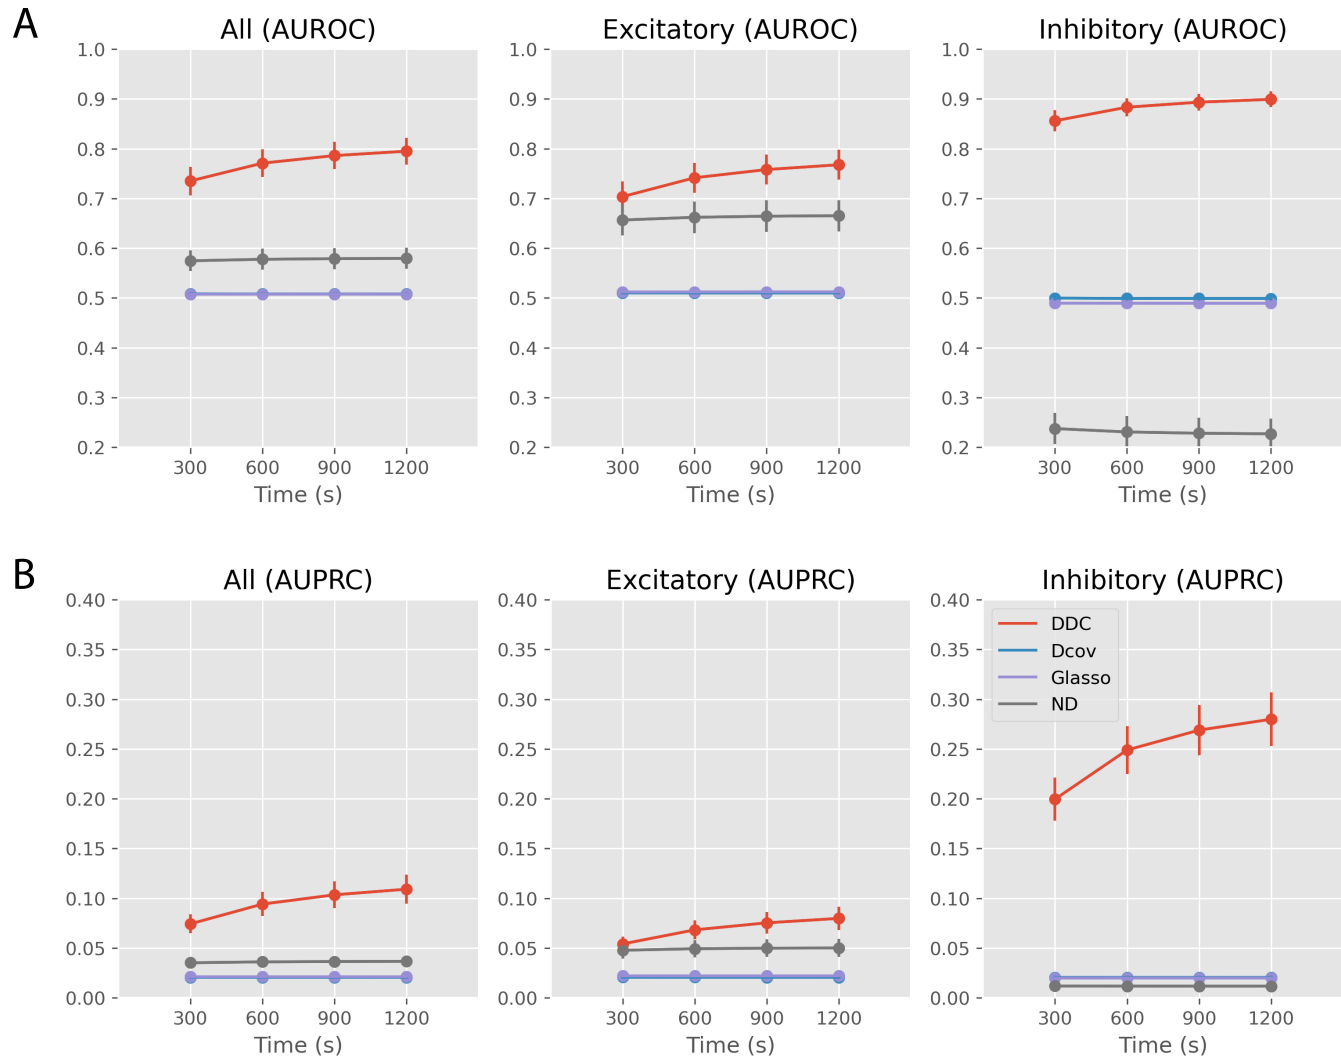 A
All (AUROC)
Excitatory (AUROC)
Inhibitory (AUROC)
1.0
0.9
0.8
0.7
0.6
0.5
0.4
0.3
0.2
300 600 900 1200
Time (s)
1.0
0.9
0.8
0.7
0.6
0.5
0.4
0.3
0.2
300 600 900 1200
Time (s)
1.0
0.9
0.8
0.7
0.6
0.5
0.4
0.3
0.2
300 600 900 1200
Time (s)
B
All (AUPRC)
Excitatory (AUPRC)
Inhibitory (AUPRC)
0.40
0.35
0.30
0.25
0.20
0.15
0.10
0.05
0.00
300 600 900 1200
Time (s)
0.40
0.35
0.30
0.25
0.20
0.15
0.10
0.05
0.00
300 600 900 1200
Time (s)
0.40
0.35
0.30
0.25
0.20
0.15
0.10
0.05
0.00
DDC
Dcov
Glasso
ND
300 600 900 1200
Time (s)